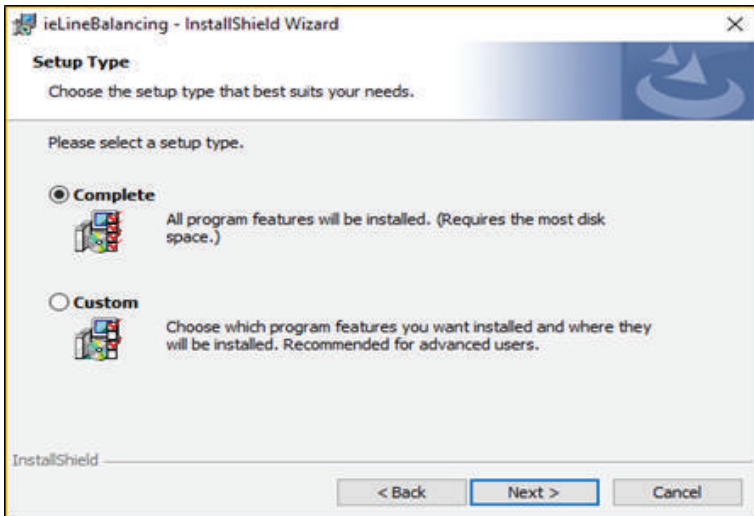 ieLineBalancing - InstallShield Wizard
Setup Type
Choose the setup type that best suits your needs.
Please select a setup type.
Complete
All program features will be installed. (Requires the most disk
space.)
Custom
Choose which program features you want installed and where they
will be installed. Recommended for advanced users.
InstallShield
< Back Next > Cancel